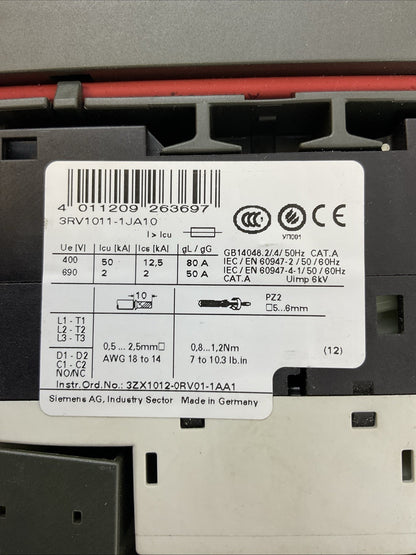 4 011209 263697
3RV1011-1JA10
I > Icu
CCC
УП001
Ue [V] Icu [kA] Ics [kA] gL / gG
400 50 12,5 80 A
690 2 2 50 A
GB14048.2/.4/ 50Hz CAT.A
IEC / EN 60947-2 / 50 / 60Hz
IEC / EN 60947-4-1/ 50 / 60Hz
CAT.A Uimp 6kV
10
PZ2
5...6mm
L1 - T1
L2 - T2
L3 - T3
D1 - D2
C1 - C2
NO/NC
0,5 ... 2,5mm□
AWG 18 to 14
0,8...1,2Nm
7 to 10.3 lb.in
(12)
Instr.Ord.No.: 3ZX1012-0RV01-1AA1
Siemens AG, Industry Sector Made in Germany